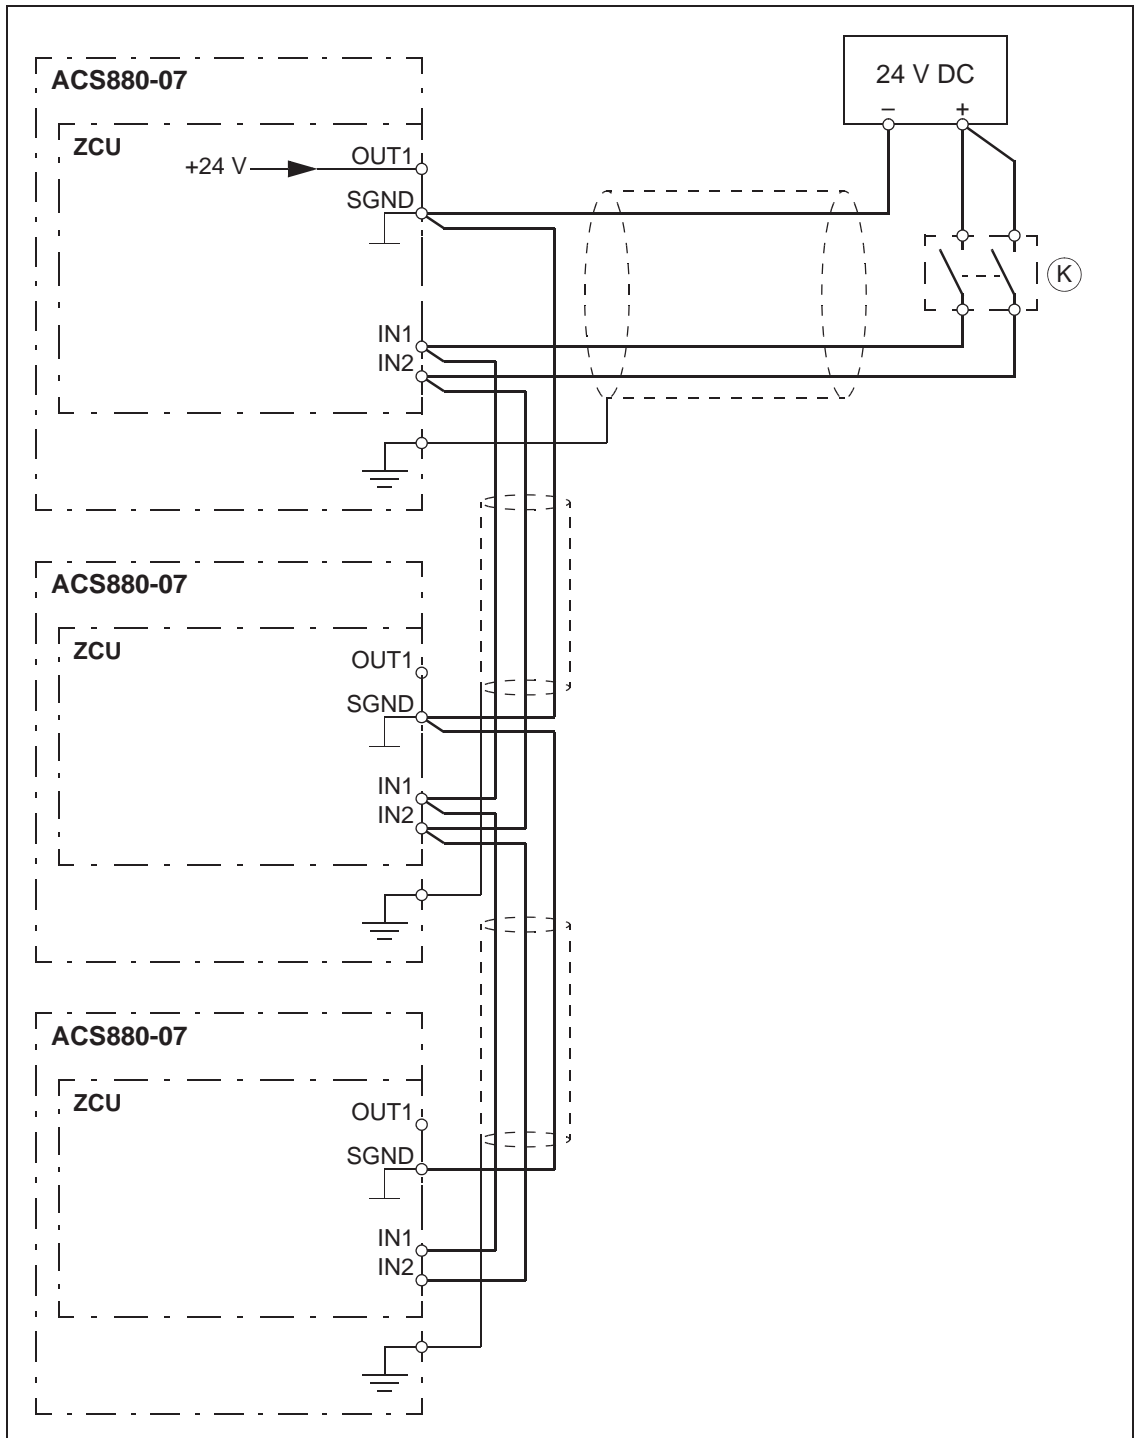 24 V DC
– +
ACS880-07
ZCU
+24 V
OUT1
SGND
K
IN1
IN2
ACS880-07
ZCU
OUT1
SGND
IN1
IN2
ACS880-07
ZCU
OUT1
SGND
IN1
IN2